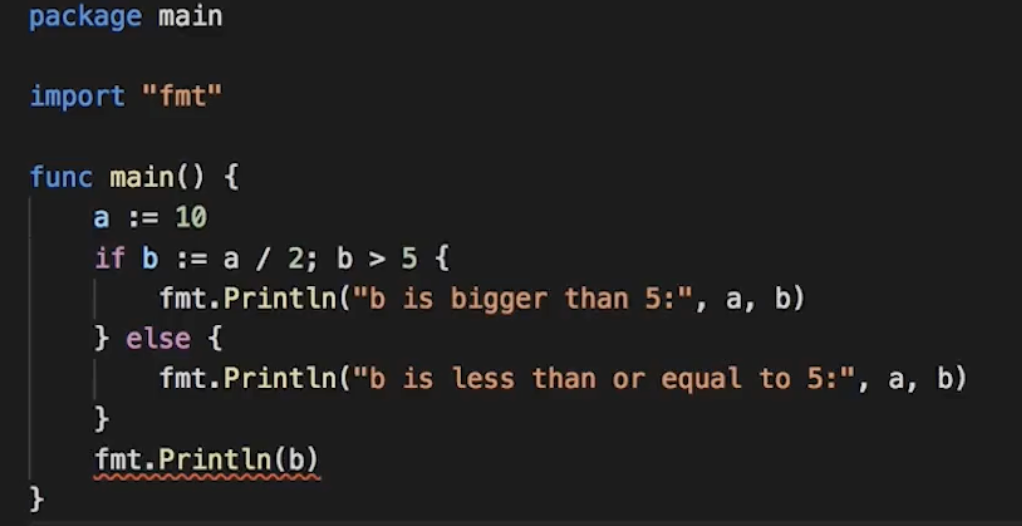 package main
import "fmt"
func main() {
a := 10
if b := a / 2; b > 5 {
fmt.Println("b is bigger than 5:", a, b)
} else {
fmt.Println("b is less than or equal to 5:", a, b)
}
fmt.Println(b)
}